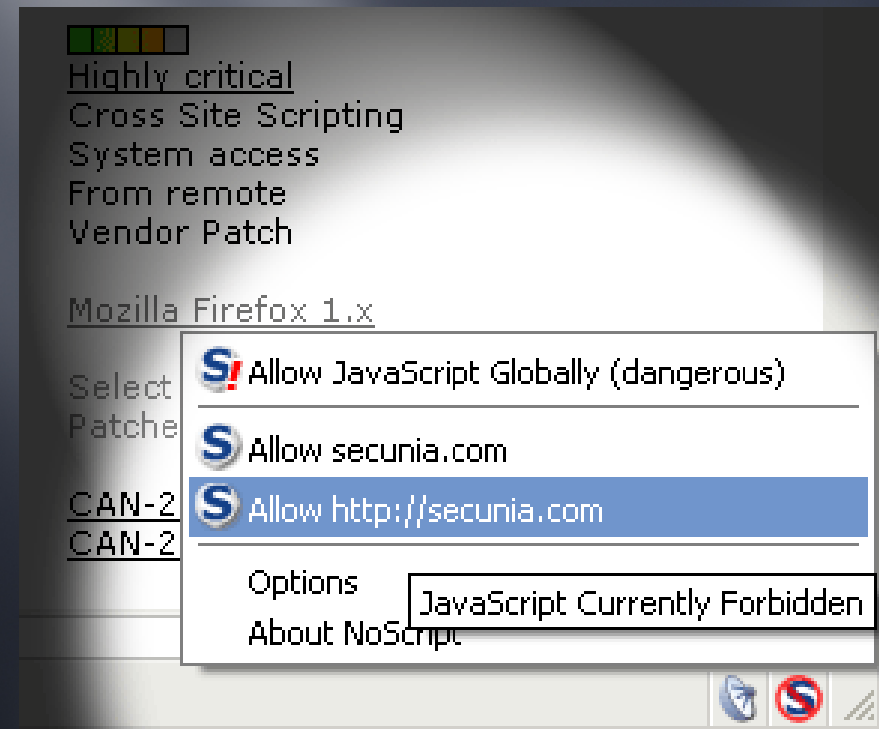 Highly critical
Cross Site Scripting
System access
From remote
Vendor Patch
Mozilla Firefox 1.x
Select
Patche
Allow JavaScript Globally (dangerous)
Allow secunia.com
CAN-2
Allow http://secunia.com
CAN-2
Options
JavaScript Currently Forbidden
About NoScript